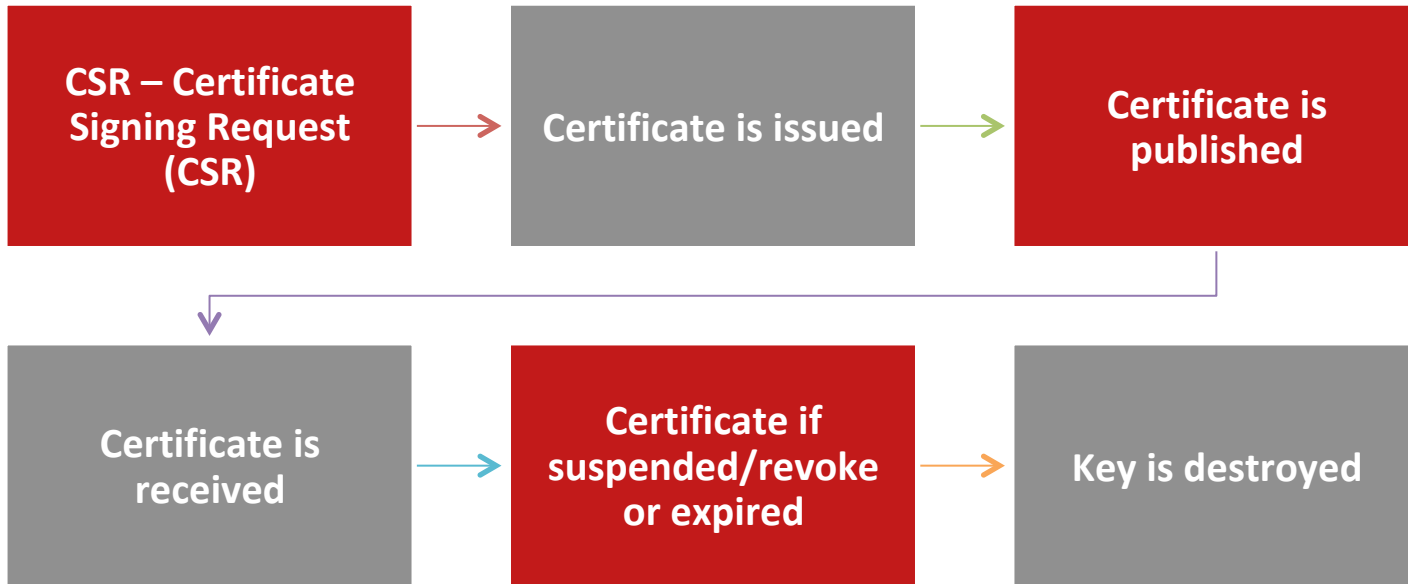 CSR – Certificate
Signing Request
(CSR)
Certificate is issued
Certificate is
published
Certificate is
received
Certificate if
suspended/revoke
or expired
Key is destroyed